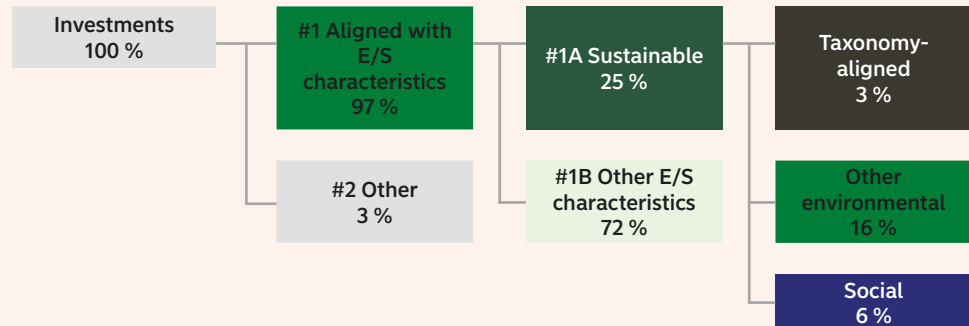 Investments
100 %
#1 Aligned with
E/S
characteristics
97 %
#1A Sustainable
25 %
Taxonomy-
aligned
3 %
#2 Other
3 %
#1B Other E/S
characteristics
72 %
Other
environmental
16 %
Social
6 %